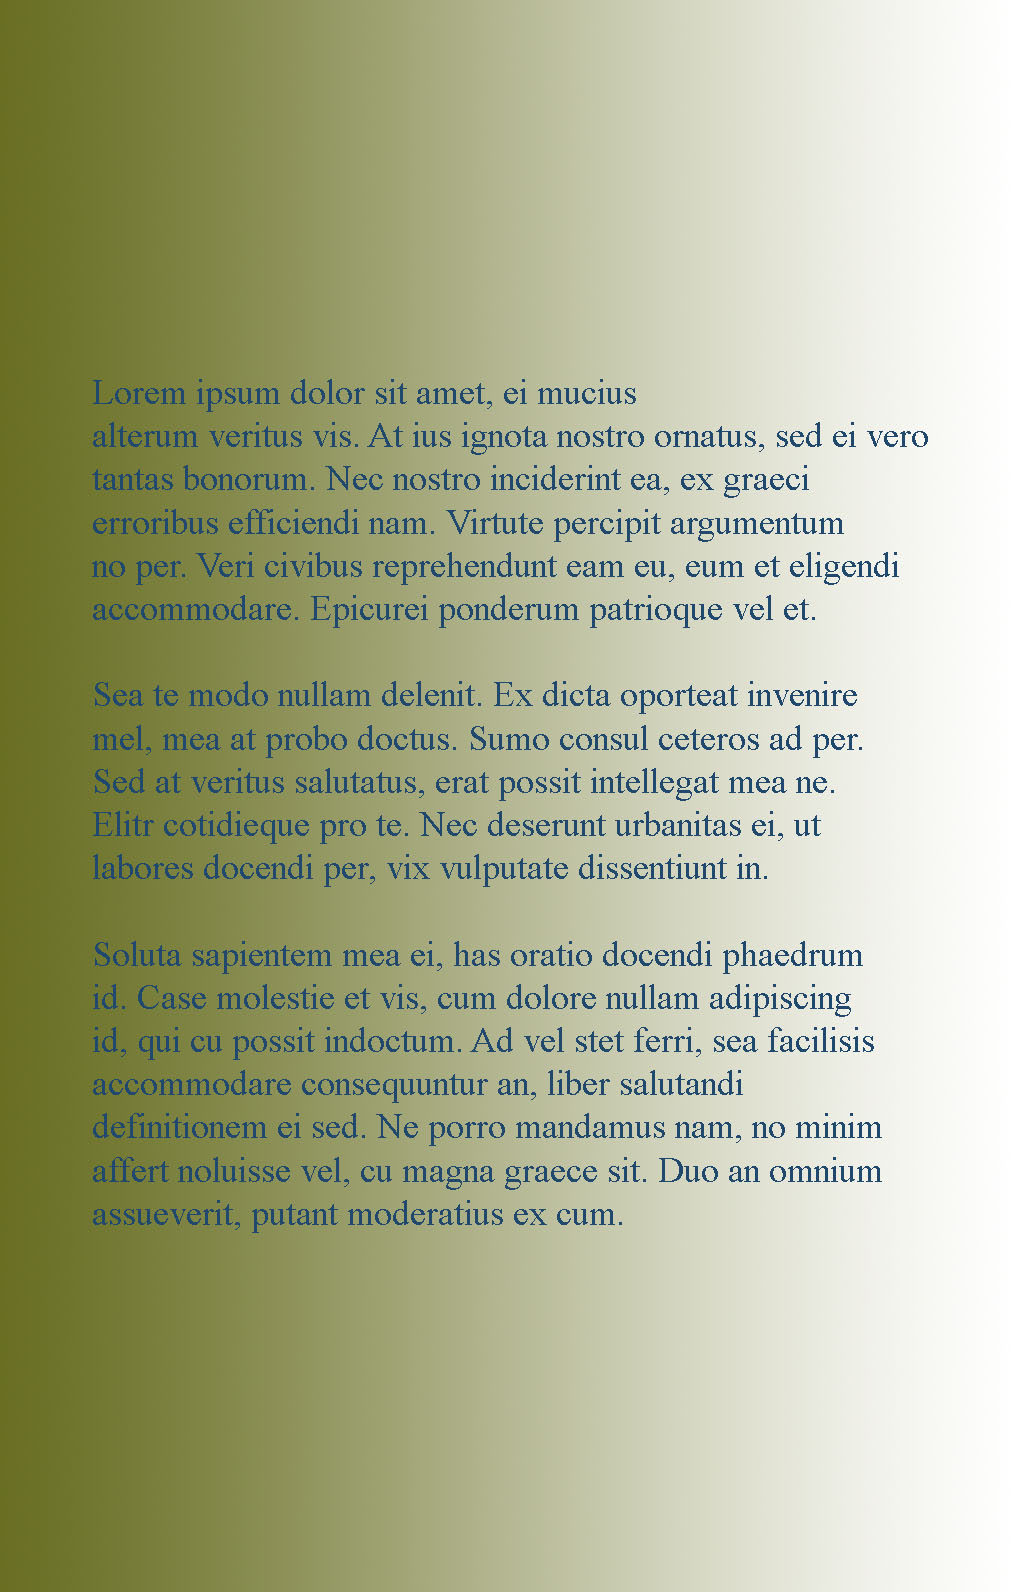 Lorem ipsum dolor sit amet, ei mucius
alterum veritus vis. At ius ignota nostro ornatus, sed ei vero
tantas bonorum. Nec nostro inciderint ea, ex graeci
erroribus efficiendi nam. Virtute percipit argumentum
no per. Veri civibus reprehendunt eam eu, eum et eligendi
accommodare. Epicurei ponderum patrioque vel et.

Sea te modo nullam delenit. Ex dicta oporteat invenire
mel, mea at probo doctus. Sumo consul ceteros ad per.
Sed at veritus salutatus, erat possit intellegat mea ne.
Elitr cotidieque pro te. Nec deserunt urbanitas ei, ut
labores docendi per, vix vulputate dissentiunt in.

Soluta sapientem mea ei, has oratio docendi phaedrum
id. Case molestie et vis, cum dolore nullam adipiscing
id, qui cu possit indoctum. Ad vel stet ferri, sea facilisis
accommodare consequuntur an, liber salutandi
definitionem ei sed. Ne porro mandamus nam, no minim
affert noluisse vel, cu magna graece sit. Duo an omnium
assueverit, putant moderatius ex cum.